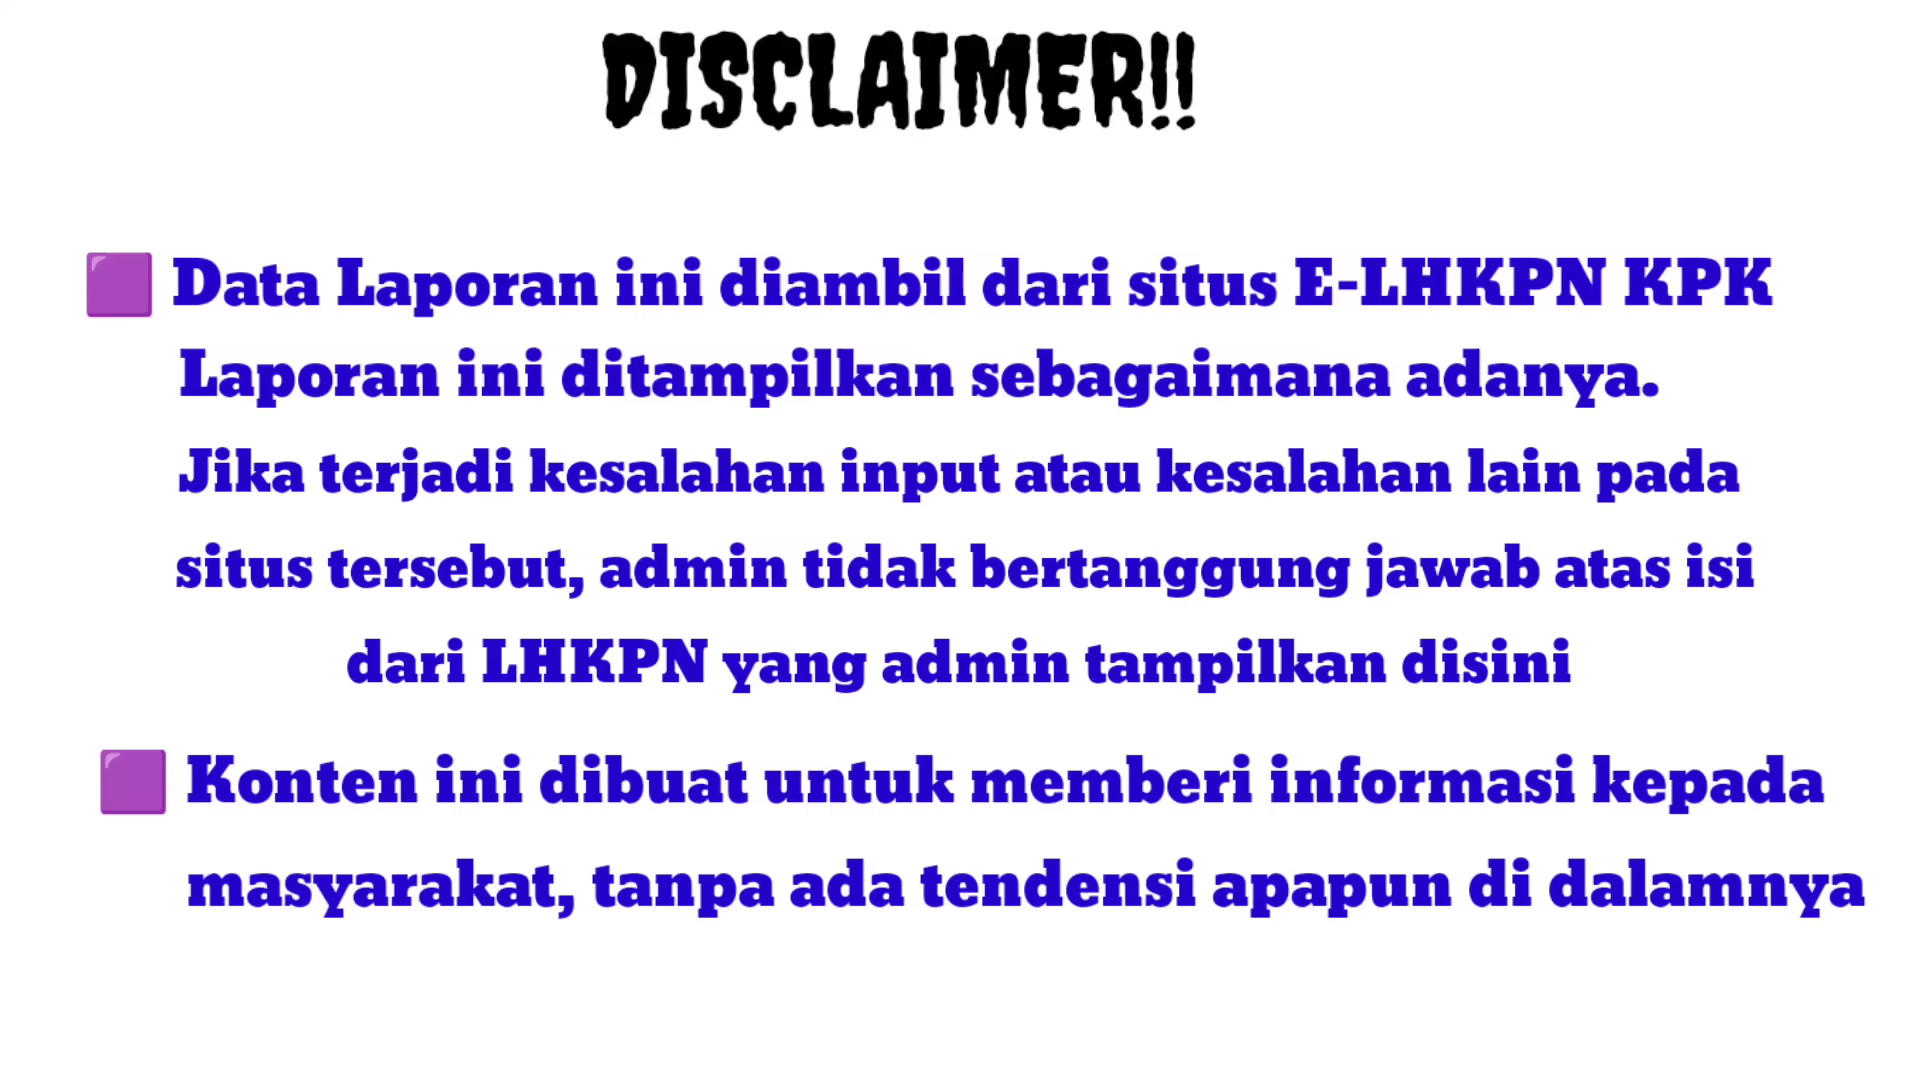 DISCLAIMER!!
🟪 Data Laporan ini diambil dari situs E-LHKPN KPK
Laporan ini ditampilkan sebagaimana adanya.
Jika terjadi kesalahan input atau kesalahan lain pada
situs tersebut, admin tidak bertanggung jawab atas isi
dari LHKPN yang admin tampilkan disini
🟪 Konten ini dibuat untuk memberi informasi kepada
masyarakat, tanpa ada tendensi apapun di dalamnya